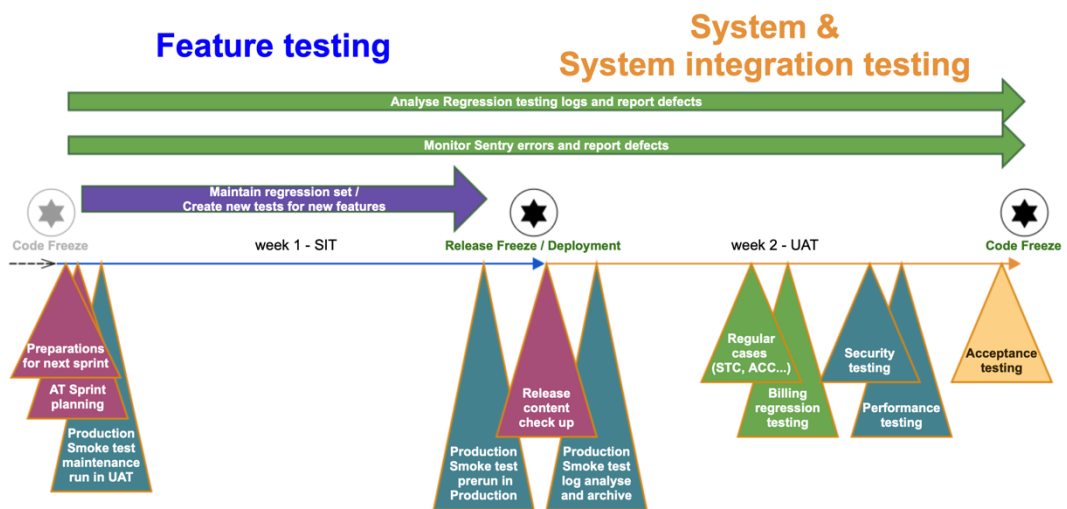 Feature testing
System &
System integration testing
Analyse Regression testing logs and report defects
Monitor Sentry errors and report defects
Maintain regression set /
Create new tests for new features
Code Freeze
week 1 - SIT
Release Freeze / Deployment
week 2 - UAT
Code Freeze
Preparations
for next sprint
AT Sprint
planning
Production
Smoke test
maintenance
run in UAT
Production
Smoke test
prerun in
Production
Release
content
check up
Production
Smoke test
log analyse
and archive
Regular
cases
(STC, ACC...)
Billing
regression
testing
Security
testing
Performance
testing
Acceptance
testing